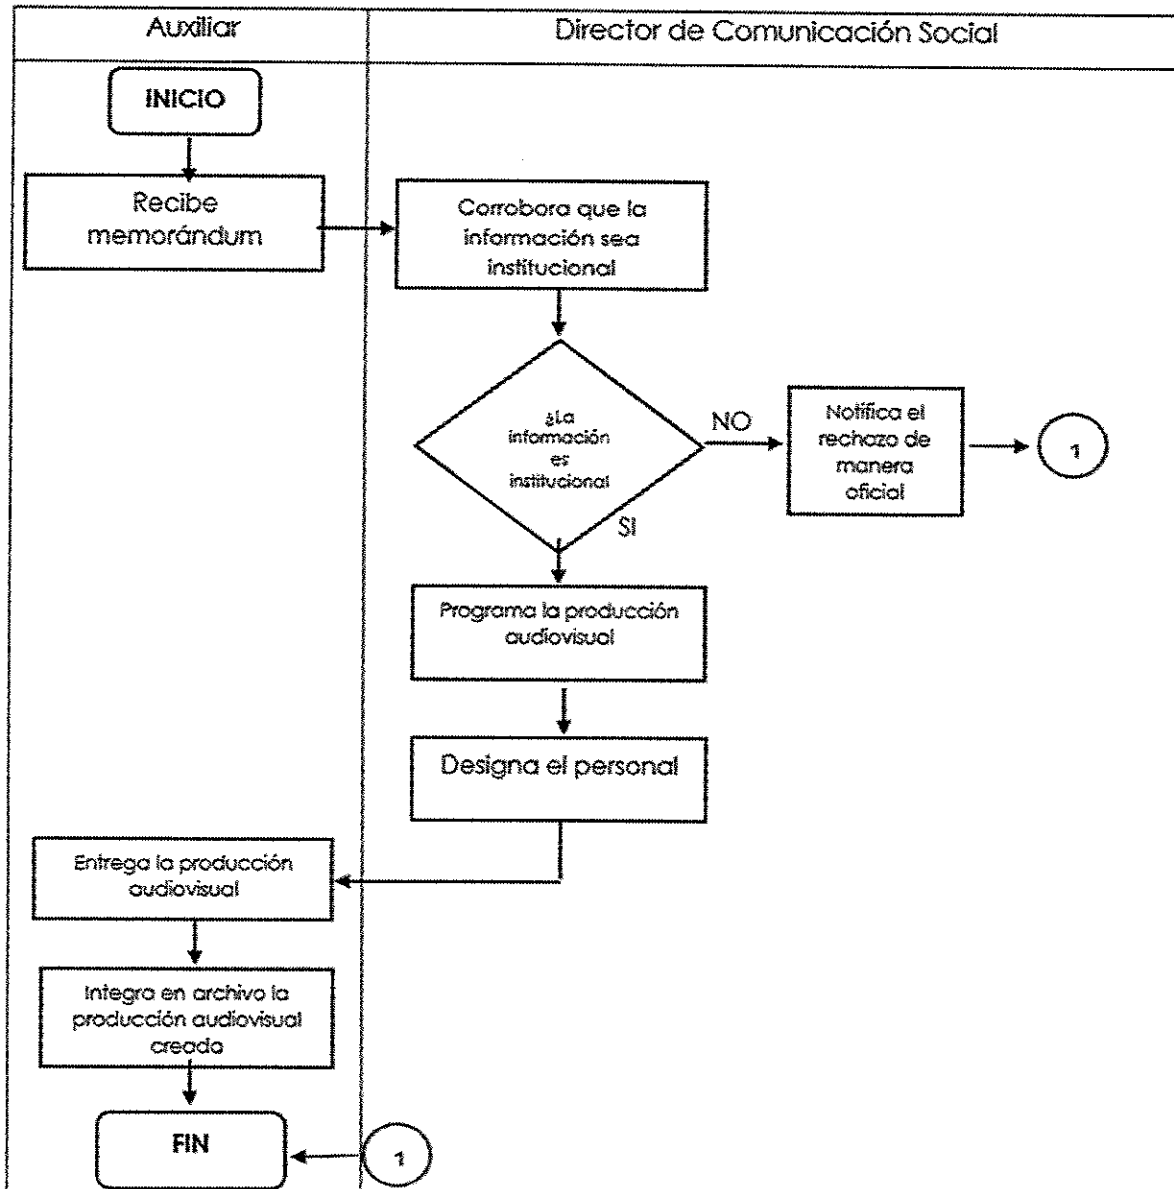 Auxiliar
Director de Comunicación Social
INICIO
Recibe
memorándum
Corrobora que la
información sea
institucional
¿La
información
es
institucional
NO
Notifica el
rechazo de
manera
oficial
1
SI
Programa la producción
audiovisual
Designa el personal
Entrega la producción
audiovisual
Integra en archivo la
producción audiovisual
creada
FIN
1